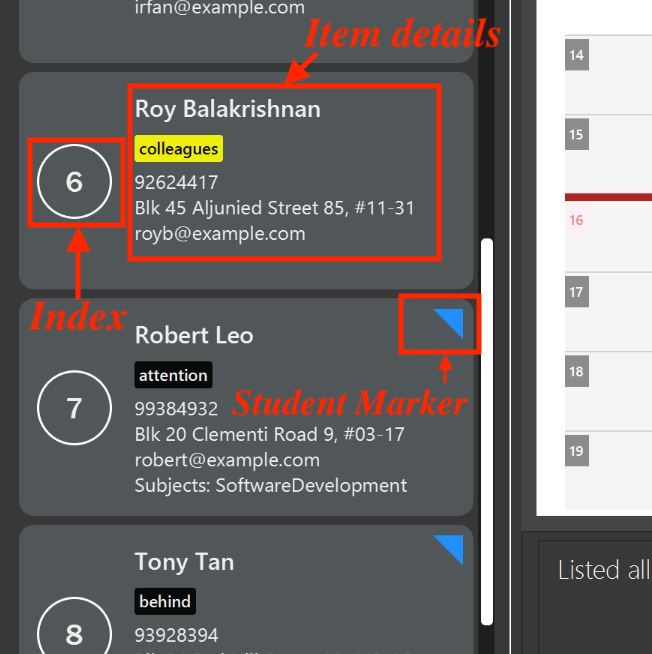 irfan@example.com
Item details
Roy Balakrishnan
colleagues
6
92624417
Blk 45 Aljunied Street 85, #11-31
royb@example.com
Index
Robert Leo
attention
7
99384932
Student Marker
Blk 20 Clementi Road 9, #03-17
robert@example.com
Subjects: SoftwareDevelopment
Tony Tan
behind
8
93928394
14
15
16
17
18
19
Listed all